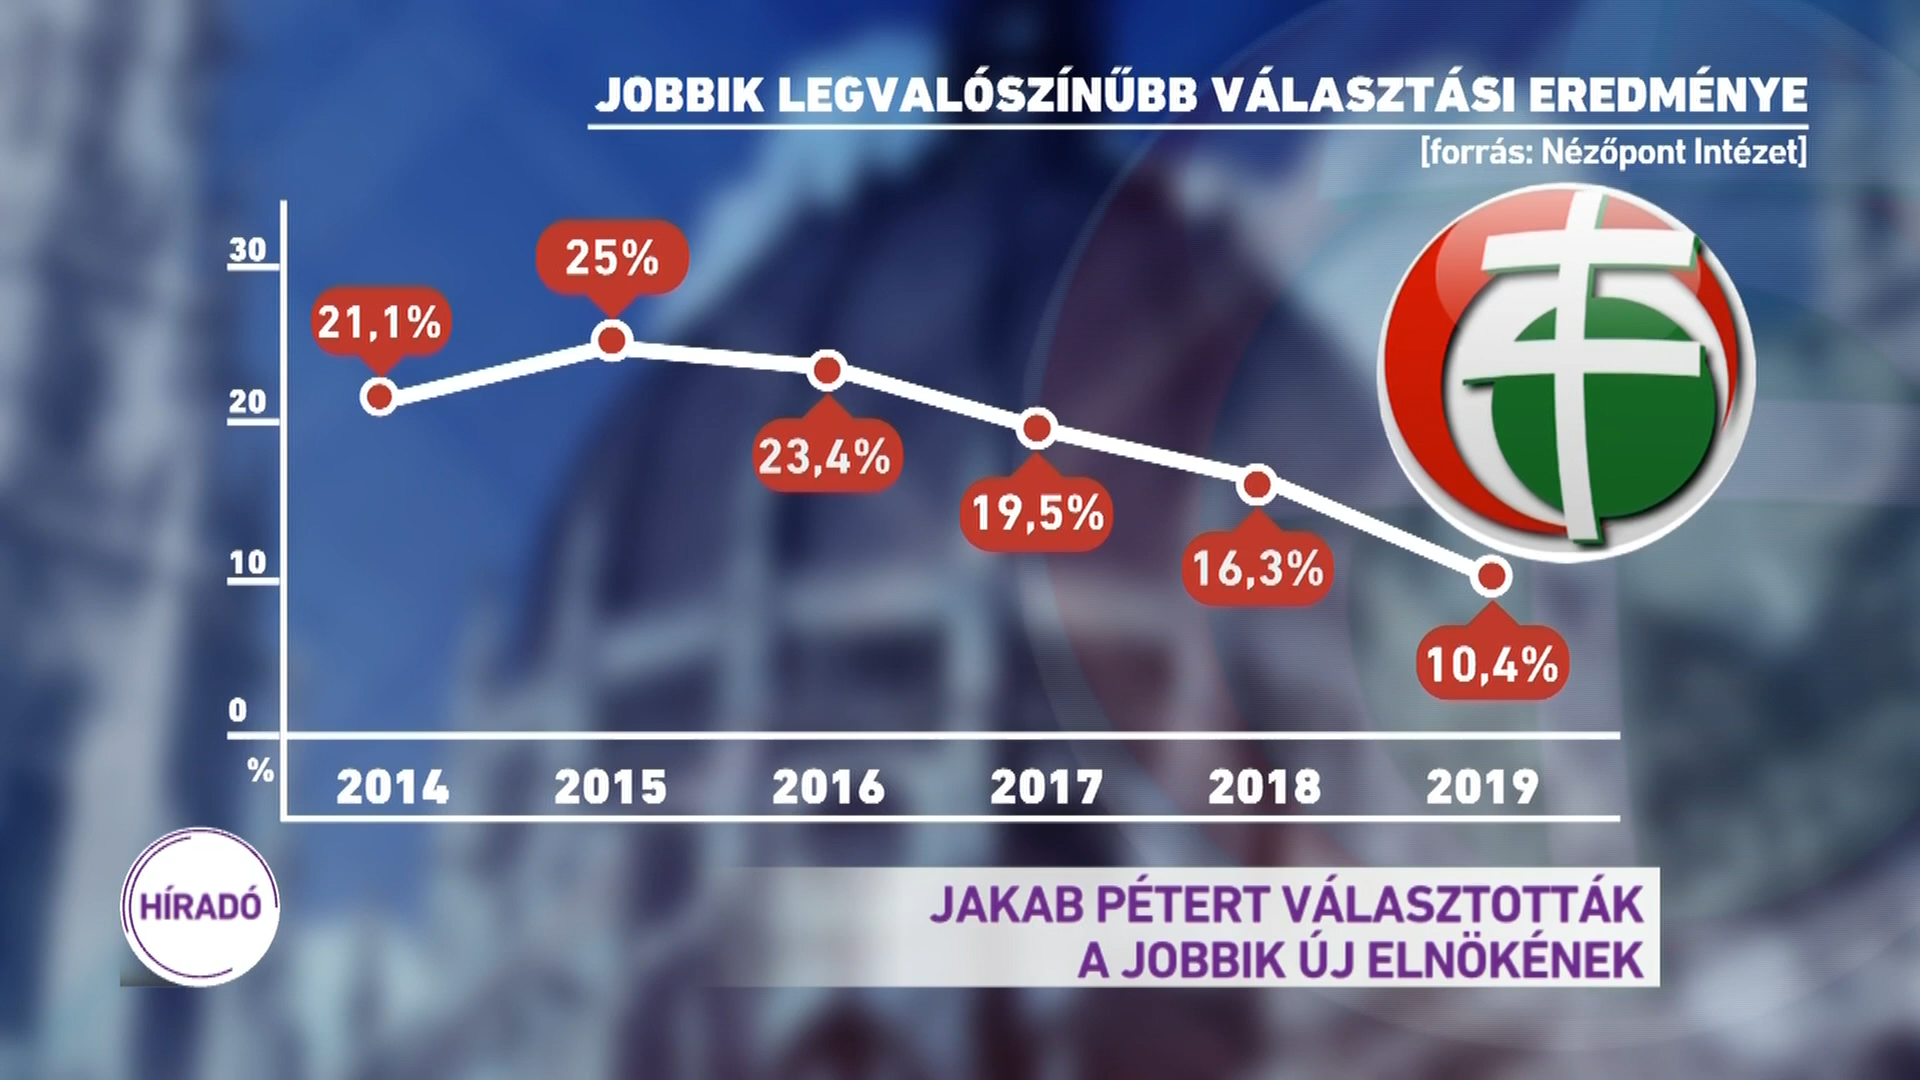 JOBBIK LEGVALÓSZÍNŰBB VÁLASZTÁSI EREDMÉNYE
[forrás: Nézőpont Intézet]
30
20
10
0
%
21,1%
25%
23,4%
19,5%
16,3%
10,4%
2014 2015 2016 2017 2018 2019
HÍRADÓ
JAKAB PÉTERT VÁLASZTOTTÁK
A JOBBIK ÚJ ELNÖKÉNEK